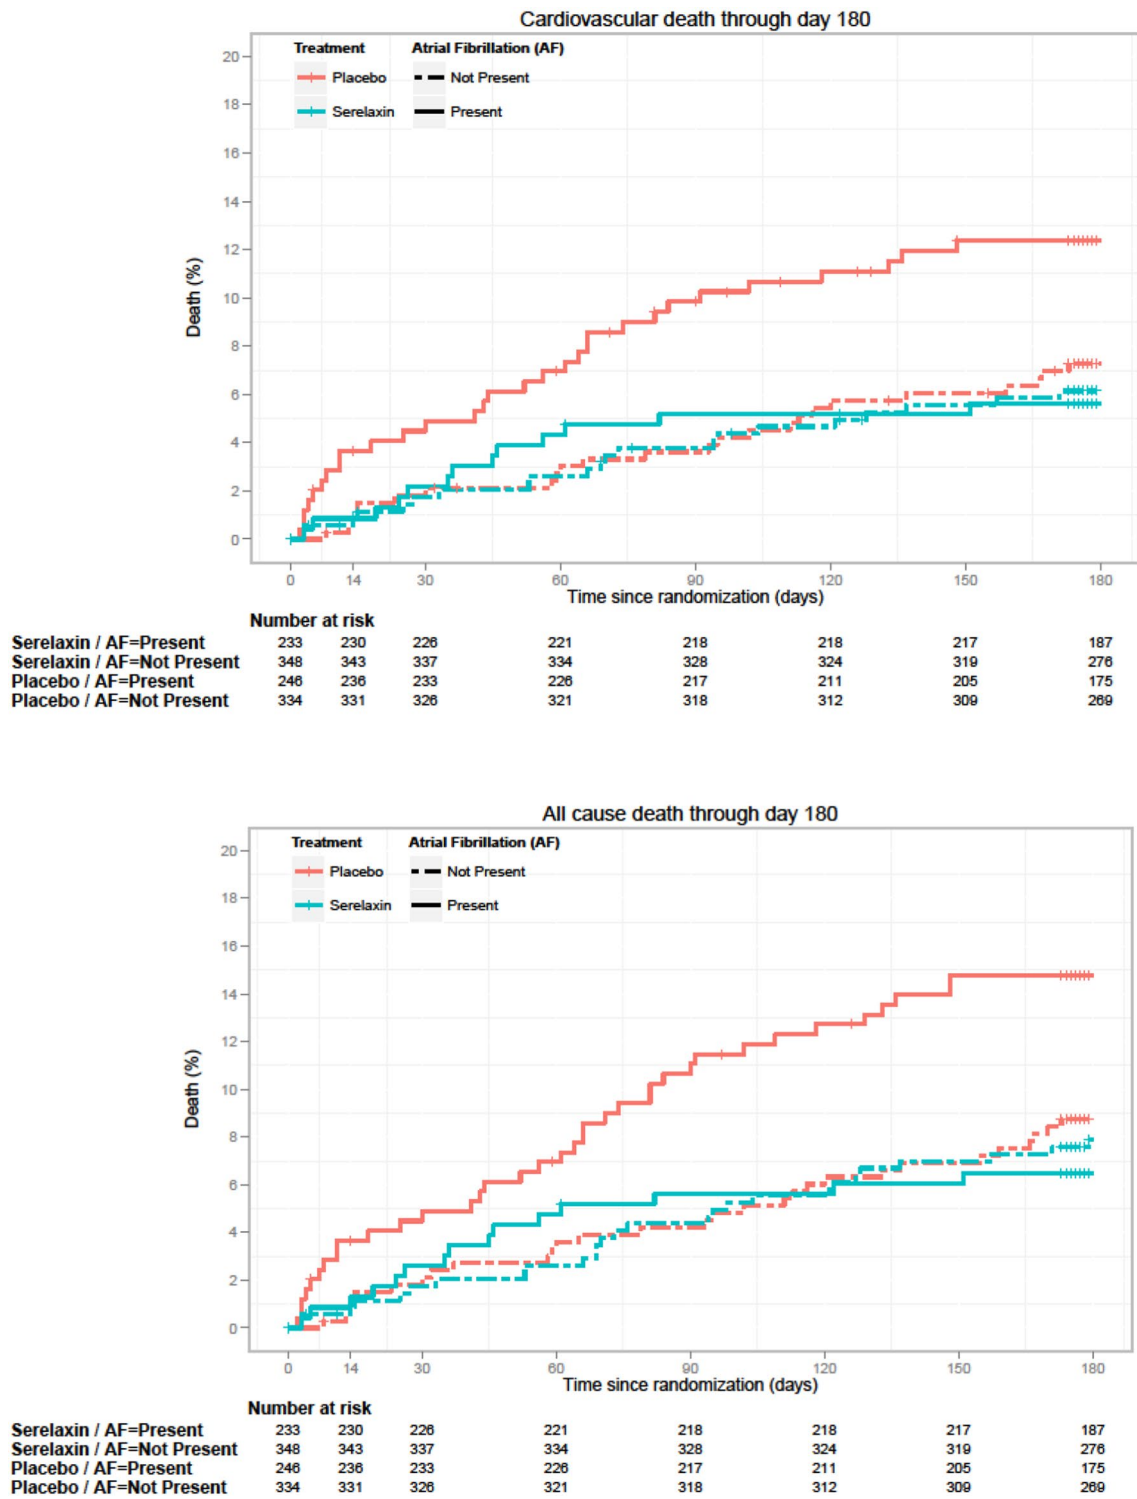 Cardiovascular death through day 180
Treatment Atrial Fibrillation (AF)
Placebo Not Present
Serelaxin Present
Death (%)
20
18
16
14
12
10
8
6
4
2
0
0 14 30 60 90 120 150 180
Time since randomization (days)
Number at risk
Serelaxin / AF=Present 233 230 226 221 218 218 217 187
Serelaxin / AF=Not Present 348 343 337 334 328 324 319 276
Placebo / AF=Present 246 236 233 226 217 211 205 175
Placebo / AF=Not Present 334 331 326 321 318 312 309 269
All cause death through day 180
Treatment Atrial Fibrillation (AF)
Placebo Not Present
Serelaxin Present
Death (%)
20
18
16
14
12
10
8
6
4
2
0
0 14 30 60 90 120 150 180
Time since randomization (days)
Number at risk
Serelaxin / AF=Present 233 230 226 221 218 218 217 187
Serelaxin / AF=Not Present 348 343 337 334 328 324 319 276
Placebo / AF=Present 246 236 233 226 217 211 205 175
Placebo / AF=Not Present 334 331 326 321 318 312 309 269